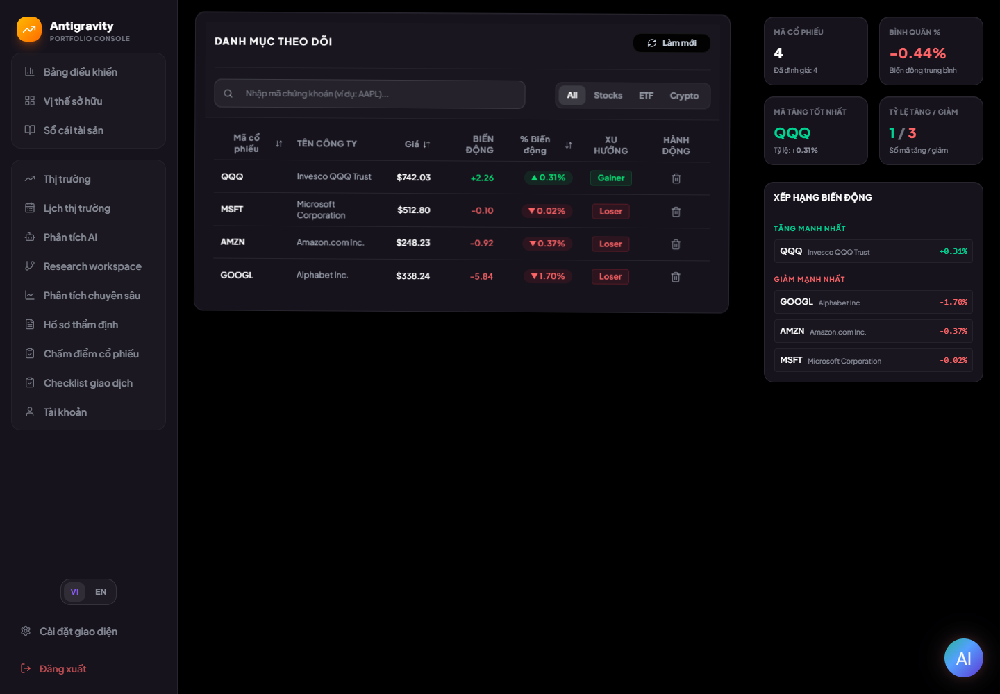 Antigravity
PORTFOLIO CONSOLE
Bảng điều khiển
Vị thế sở hữu
Sổ cái tài sản
Thị trường
Lịch thị trường
Phân tích AI
Research workspace
Phân tích chuyên sâu
Hồ sơ thẩm định
Chấm điểm cổ phiếu
Checklist giao dịch
Tài khoản
VI EN
Cài đặt giao diện
Đăng xuất
DANH MỤC THEO DÕI
Làm mới
Nhập mã chứng khoán (ví dụ: AAPL)...
All Stocks ETF Crypto
Mã cổ phiếu TÊN CÔNG TY Giá BIẾN ĐỘNG % Biến động XU HƯỚNG HÀNH ĐỘNG
QQQ Invesco QQQ Trust $742.03 +2.26 ▲0.31% Gainer
MSFT Microsoft Corporation $512.80 -0.10 ▼0.02% Loser
AMZN Amazon.com Inc. $248.23 -0.92 ▼0.37% Loser
GOOGL Alphabet Inc. $338.24 -5.84 ▼1.70% Loser
MÃ CỔ PHIẾU
4
Đã định giá: 4
BÌNH QUÂN %
-0.44%
Biến động trung bình
MÃ TĂNG TỐT NHẤT
QQQ
Tỷ lệ: +0.31%
TỶ LỆ TĂNG / GIẢM
1 / 3
Số mã tăng / giảm
XẾP HẠNG BIẾN ĐỘNG
TĂNG MẠNH NHẤT
QQQ Invesco QQQ Trust +0.31%
GIẢM MẠNH NHẤT
GOOGL Alphabet Inc. -1.70%
AMZN Amazon.com Inc. -0.37%
MSFT Microsoft Corporation -0.02%
AI